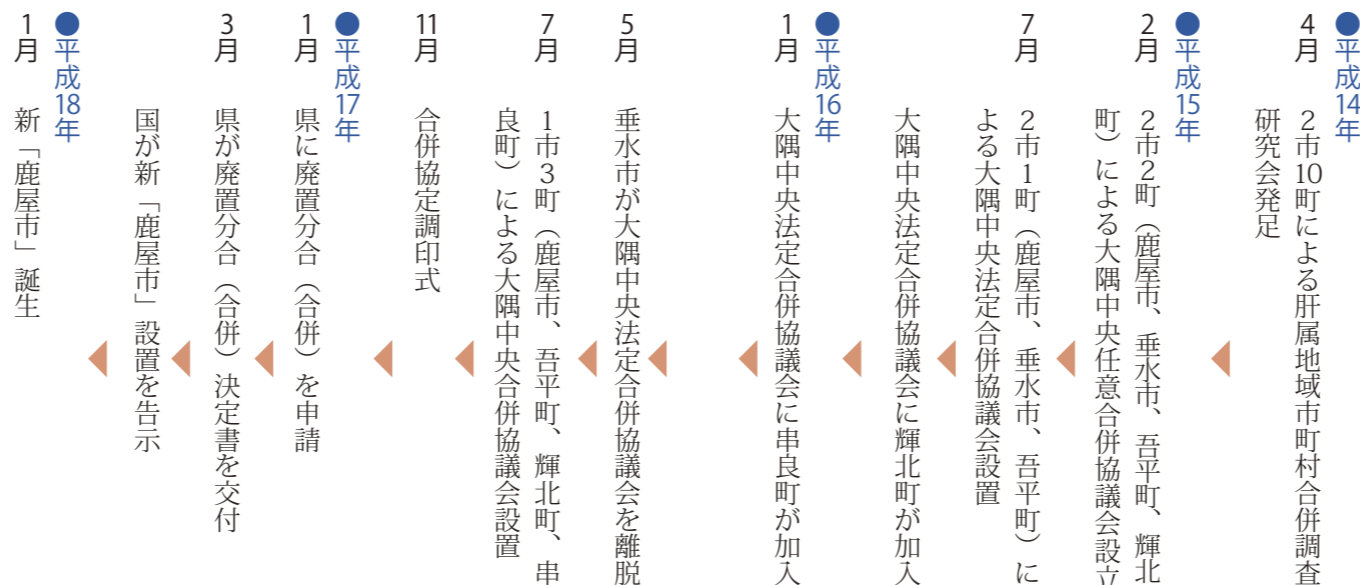 ●平成14年
4月　２市10町による肝属地域市町村合併調査
研究会発足
●平成15年
2月　２市２町（鹿屋市、垂水市、吾平町、輝北
町）による大隅中央任意合併協議会設立
7月　２市１町（鹿屋市、垂水市、吾平町）に
よる大隅中央法定合併協議会設置
大隅中央法定合併協議会に輝北町が加入
●平成16年
1月　大隅中央法定合併協議会に串良町が加入
5月　垂水市が大隅中央法定合併協議会を離脱
7月　１市３町（鹿屋市、吾平町、輝北町、串
良町）による大隅中央合併協議会設置
11月　合併協定調印式
●平成17年
1月　県に廃置分合（合併）を申請
3月　県が廃置分合（合併）決定書を交付
国が新「鹿屋市」設置を告示
●平成18年
1月　新「鹿屋市」誕生